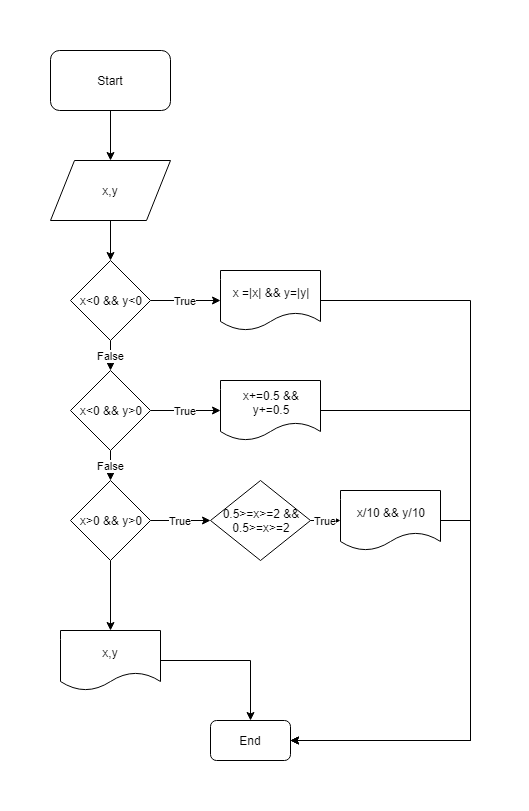 Start
x,y
x<0 && y<0
True
x =|x| && y=|y|
False
x<0 && y>0
True
x+=0.5 &&
y+=0.5
False
x>0 && y>0
True
0.5>=x>=2 &&
0.5>=x>=2
True
x/10 && y/10
x,y
End